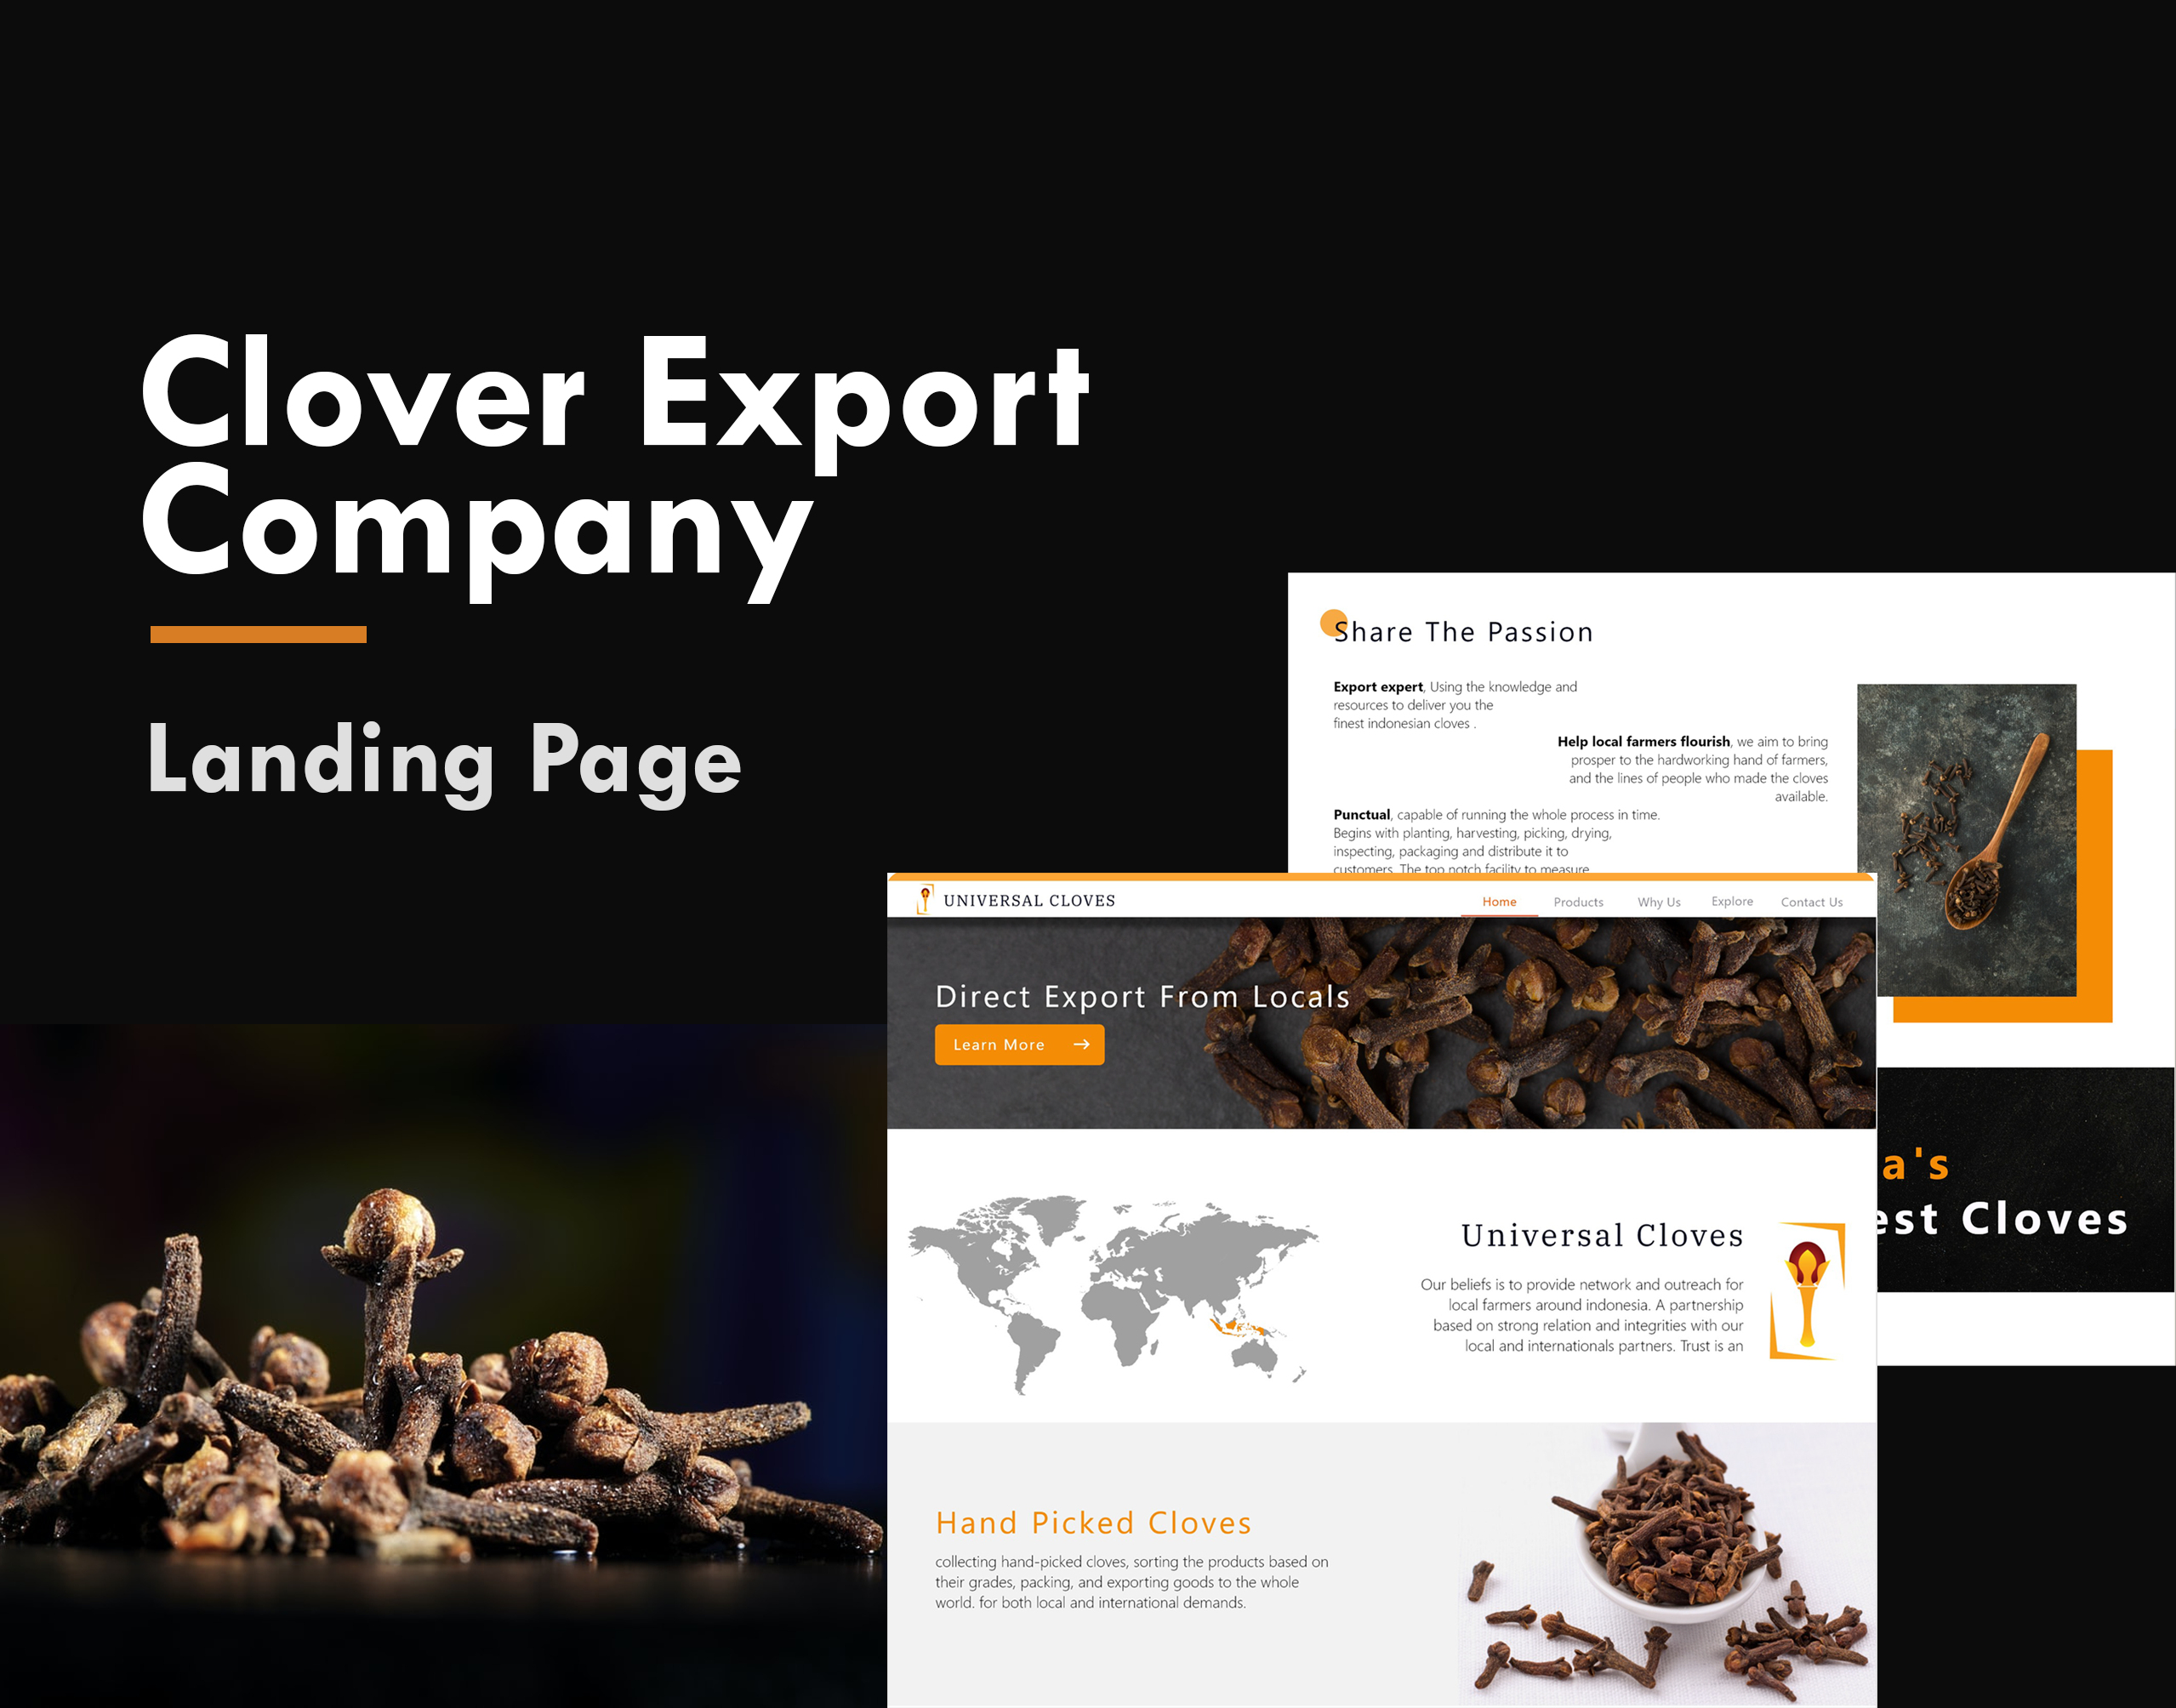 Clover Export
Company
Landing Page
Share The Passion
Export expert, Using the knowledge and
resources to deliver you the
finest indonesian cloves .
Help local farmers flourish, we aim to bring
prosper to the hardworking hand of farmers,
and the lines of people who made the cloves
available.
Punctual, capable of running the whole process in time.
Begins with planting, harvesting, picking, drying,
inspecting, packaging and distribute it to
customers. The top notch facility to measure
UNIVERSAL CLOVES
Home Products Why Us Explore Contact Us
Direct Export From Locals
Learn More →
a's
est Cloves
Universal Cloves
Our beliefs is to provide network and outreach for
local farmers around indonesia. A partnership
based on strong relation and integrities with our
local and internationals partners. Trust is an
Hand Picked Cloves
collecting hand-picked cloves, sorting the products based on
their grades, packing, and exporting goods to the whole
world. for both local and international demands.